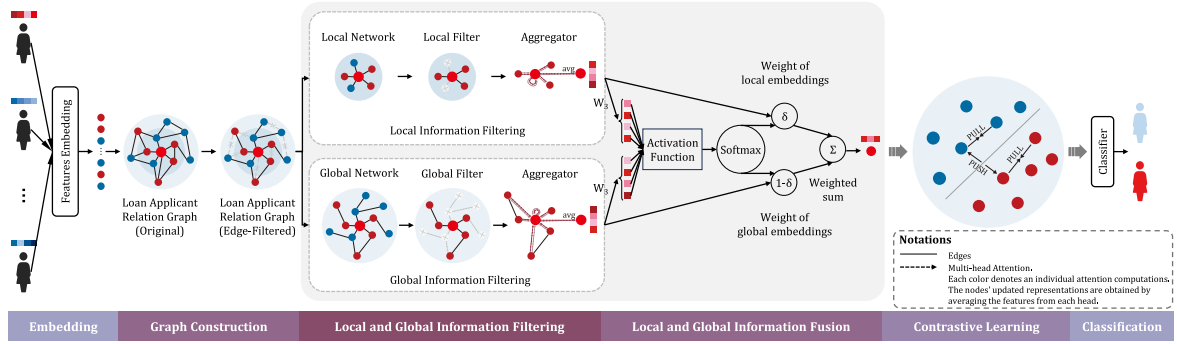 Features Embedding
...
Loan Applicant
Relation Graph
(Original)
Loan Applicant
Relation Graph
(Edge-Filtered)
Local Network
Local Filter
Aggregator
avg
Local Information Filtering
Global Network
Global Filter
Aggregator
avg
Global Information Filtering
W3
W3
Activation
Function
Softmax
Weight of
local embeddings
δ
1-δ
Σ
Weighted
sum
Weight of
global embeddings
PULL
PUSH
PULL
Classifier
Notations
Edges
Multi-head Attention.
Each color denotes an individual attention computations.
The nodes' updated representations are obtained by
averaging the features from each head.
Embedding
Graph Construction
Local and Global Information Filtering
Local and Global Information Fusion
Contrastive Learning
Classification